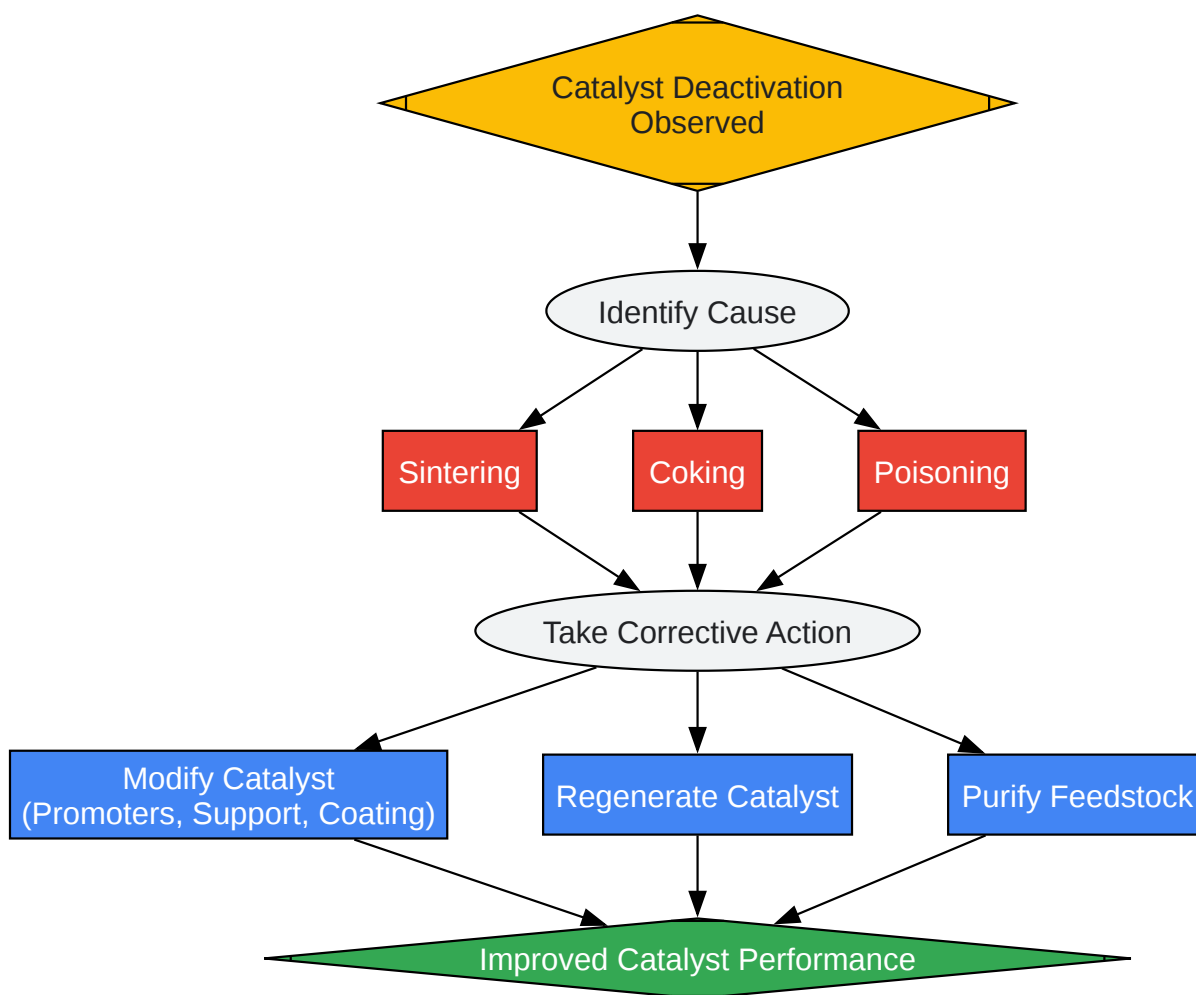 Catalyst Deactivation
Observed
Identify Cause
Sintering
Coking
Poisoning
Take Corrective Action
Modify Catalyst
(Promoters, Support, Coating)
Regenerate Catalyst
Purify Feedstock
Improved Catalyst Performance